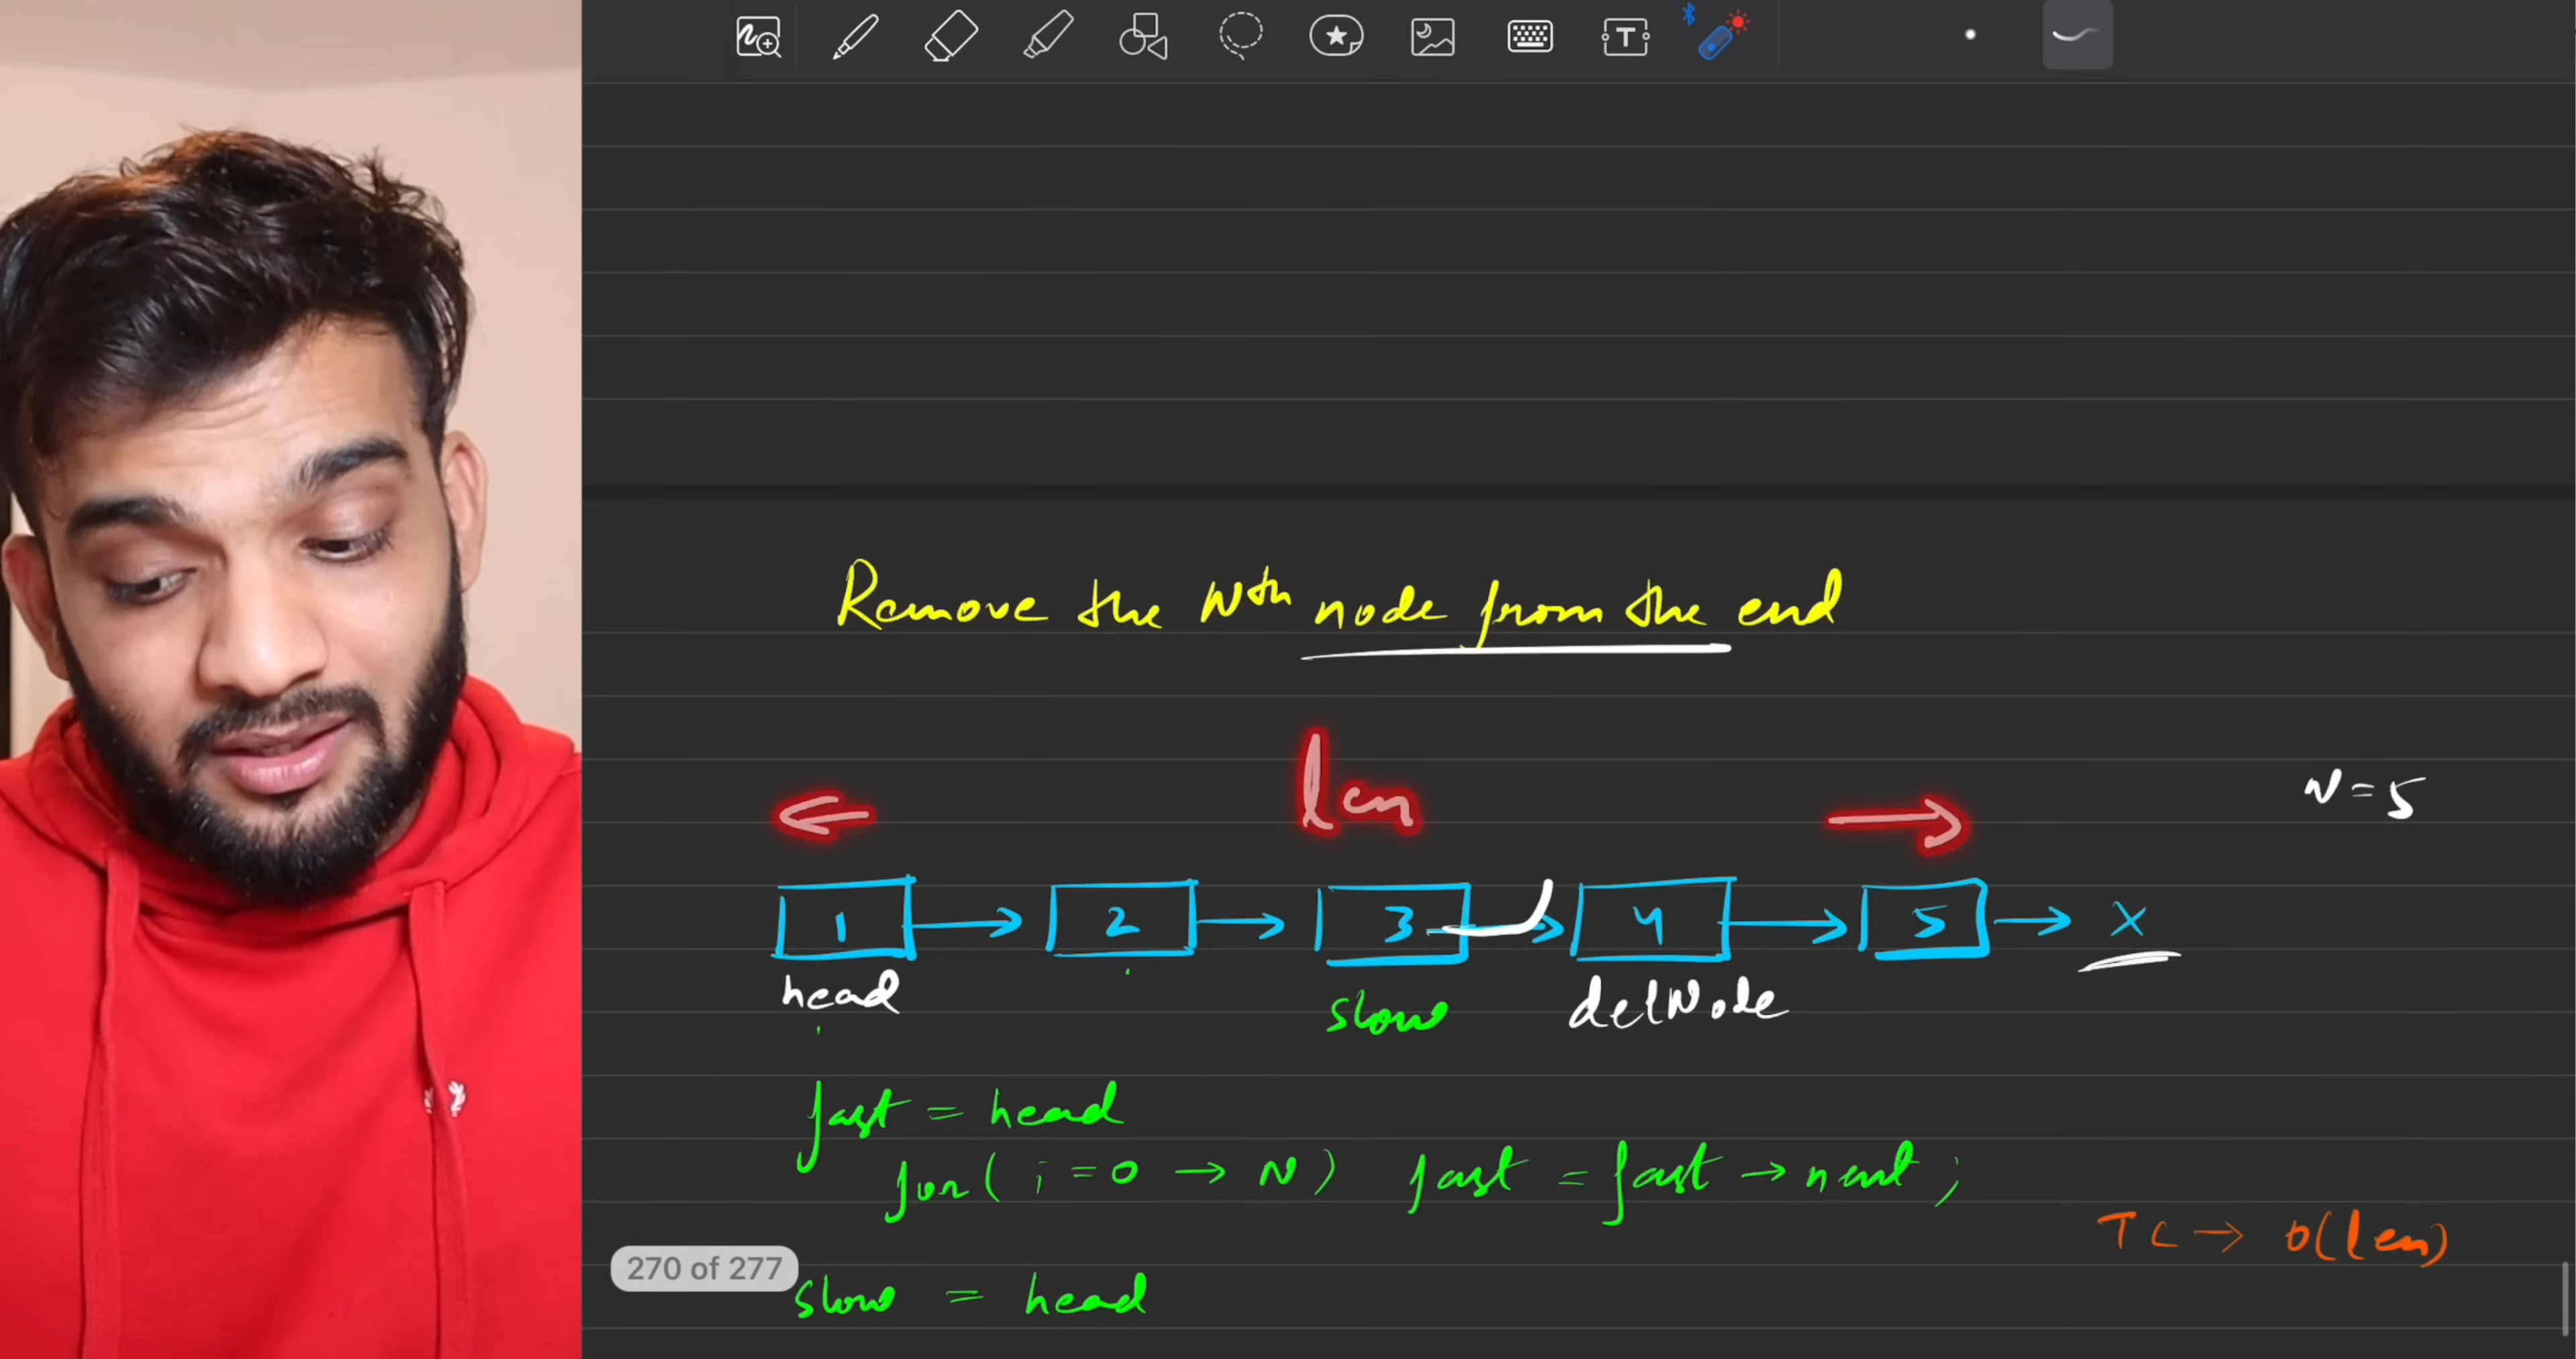 Remove the Nth node from the end
len
N = 5
1 → 2 → 3 → 4 → 5 → X
head slow delNode
fast = head
for( i = 0 → N ) fast = fast → next ;
TC → O(len)
270 of 277
slow = head